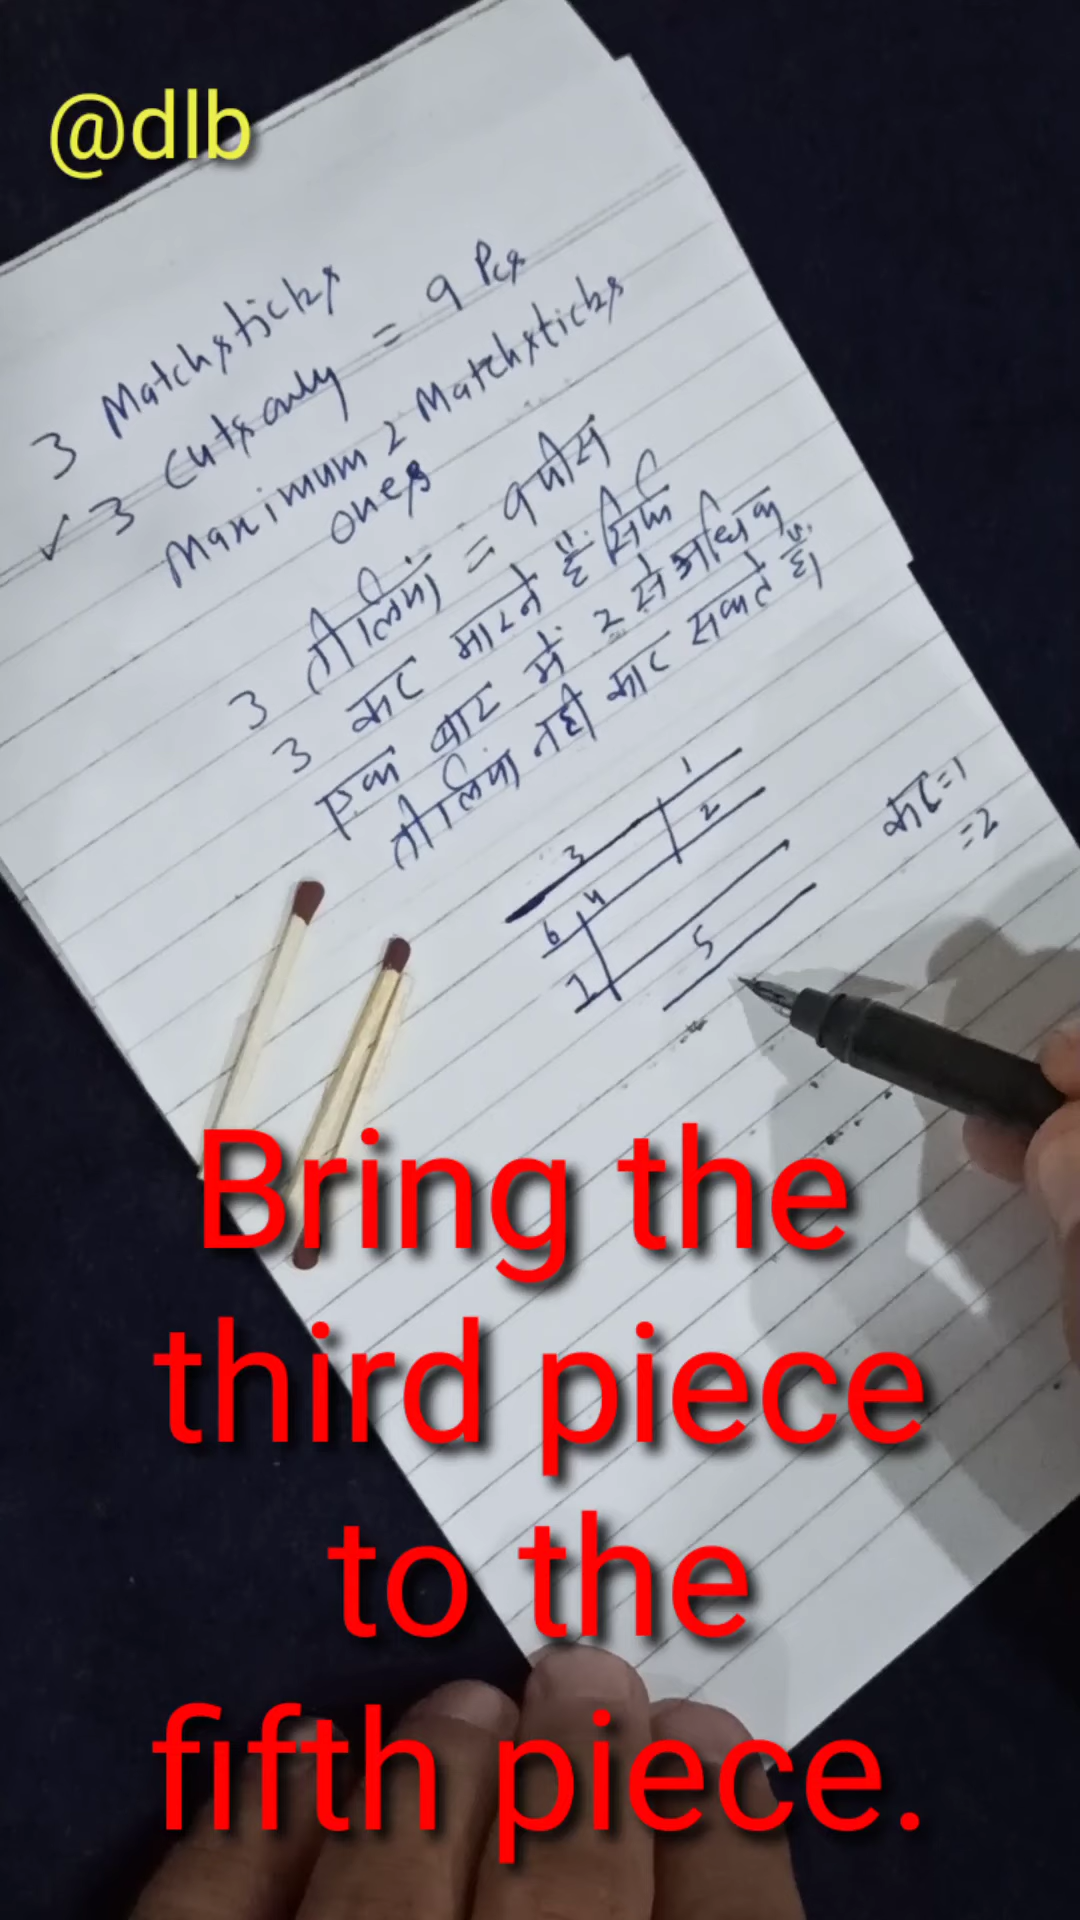 @dlb
3 Matchsticks
✓ 3 Cuts only = 9 Pcs
Maximum 2 Matchsticks
ones
3 तीलियां = 9 पीस
3 काट मारने हैं सिर्फ
एक बार में 2 से अधिक
तीलियां नही काट सकते हैं।
1
2
3
4
5
6
7
काट=1
=2
Bring the
third piece
to the
fifth piece.